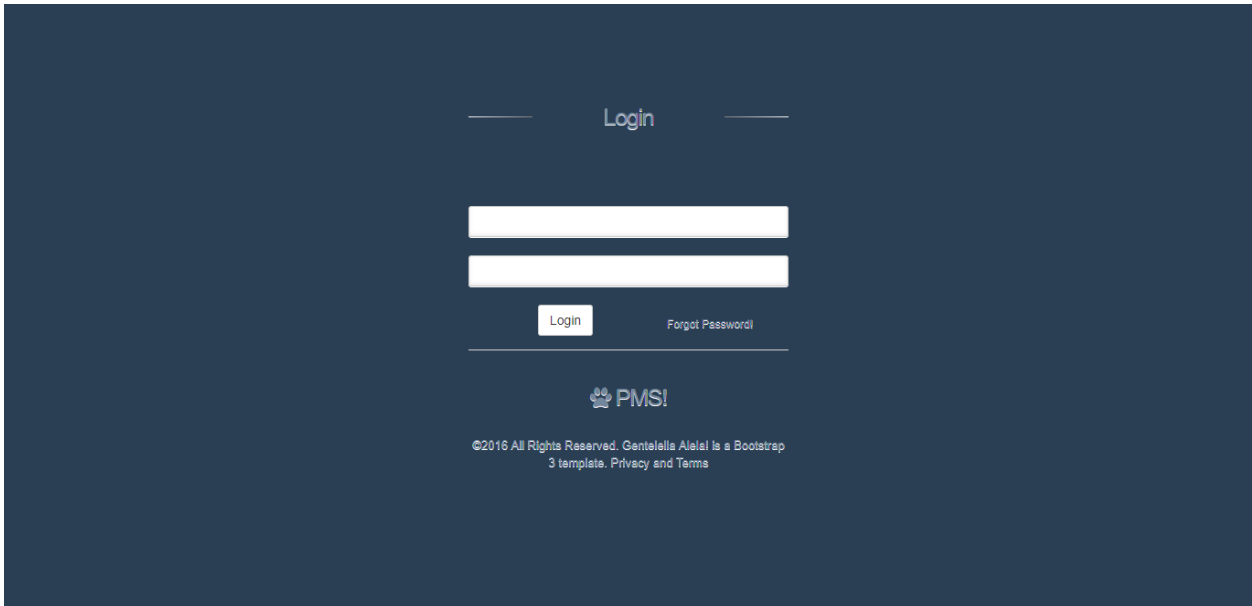 Login
Login
Forgot Password!
PMS!
©2016 All Rights Reserved. Gentelella Alela! is a Bootstrap
3 template. Privacy and Terms